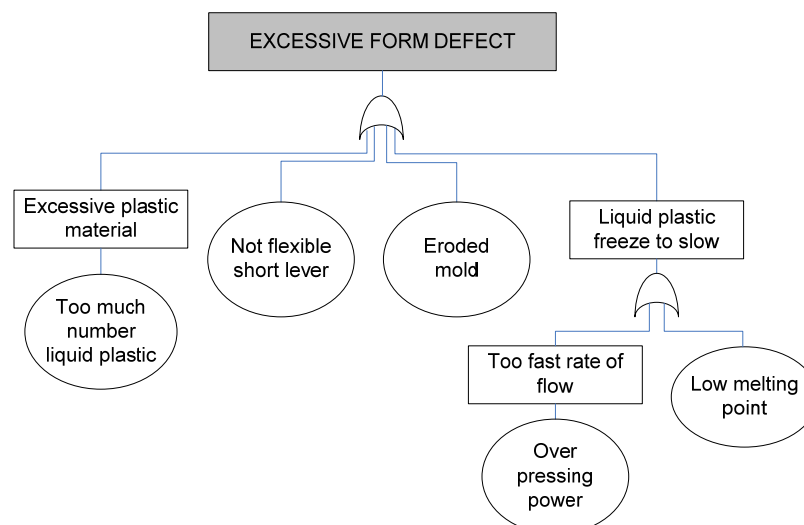 EXCESSIVE FORM DEFECT
Excessive plastic
material
Not flexible
short lever
Eroded
mold
Liquid plastic
freeze to slow
Too much
number
liquid plastic
Too fast rate of
flow
Low melting
point
Over
pressing
power